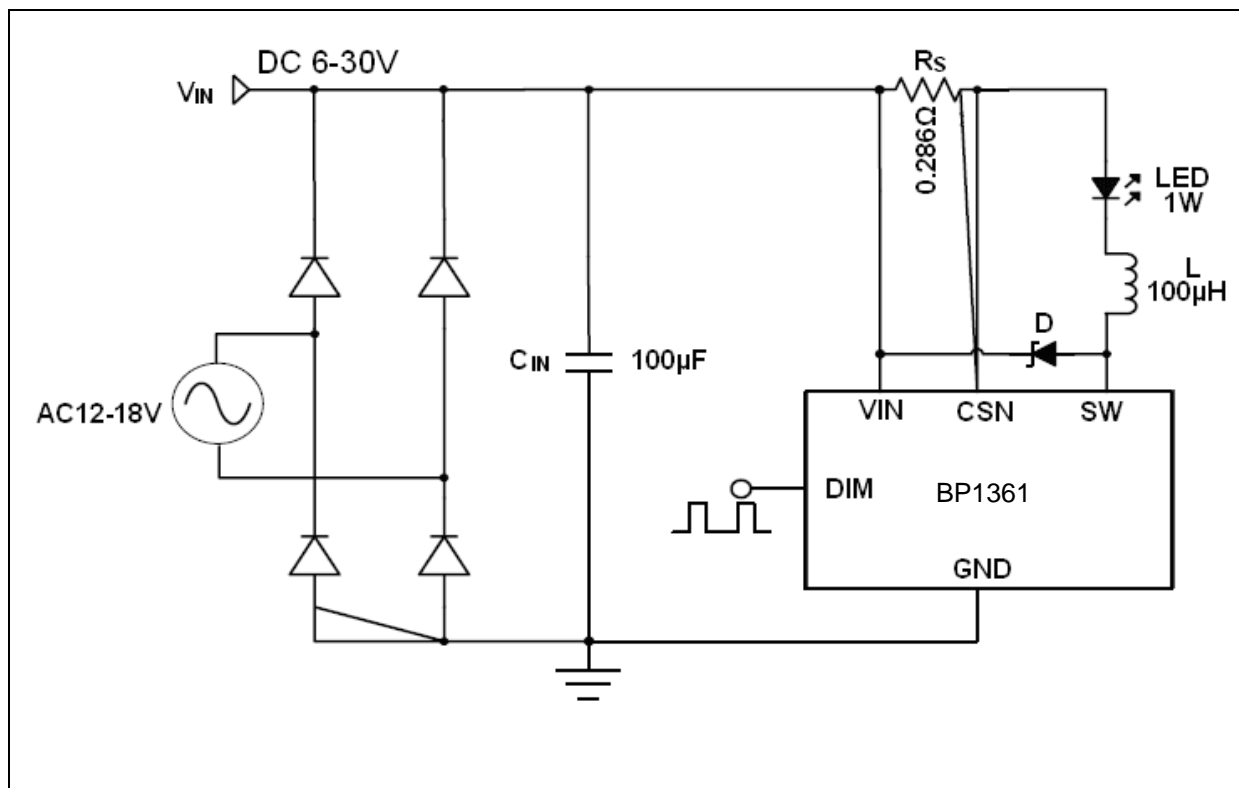 DC 6-30V
VIN
RS
0.286Ω
LED
1W
L
100µH
D
CIN
100µF
AC12-18V
VIN
CSN
SW
DIM
BP1361
GND